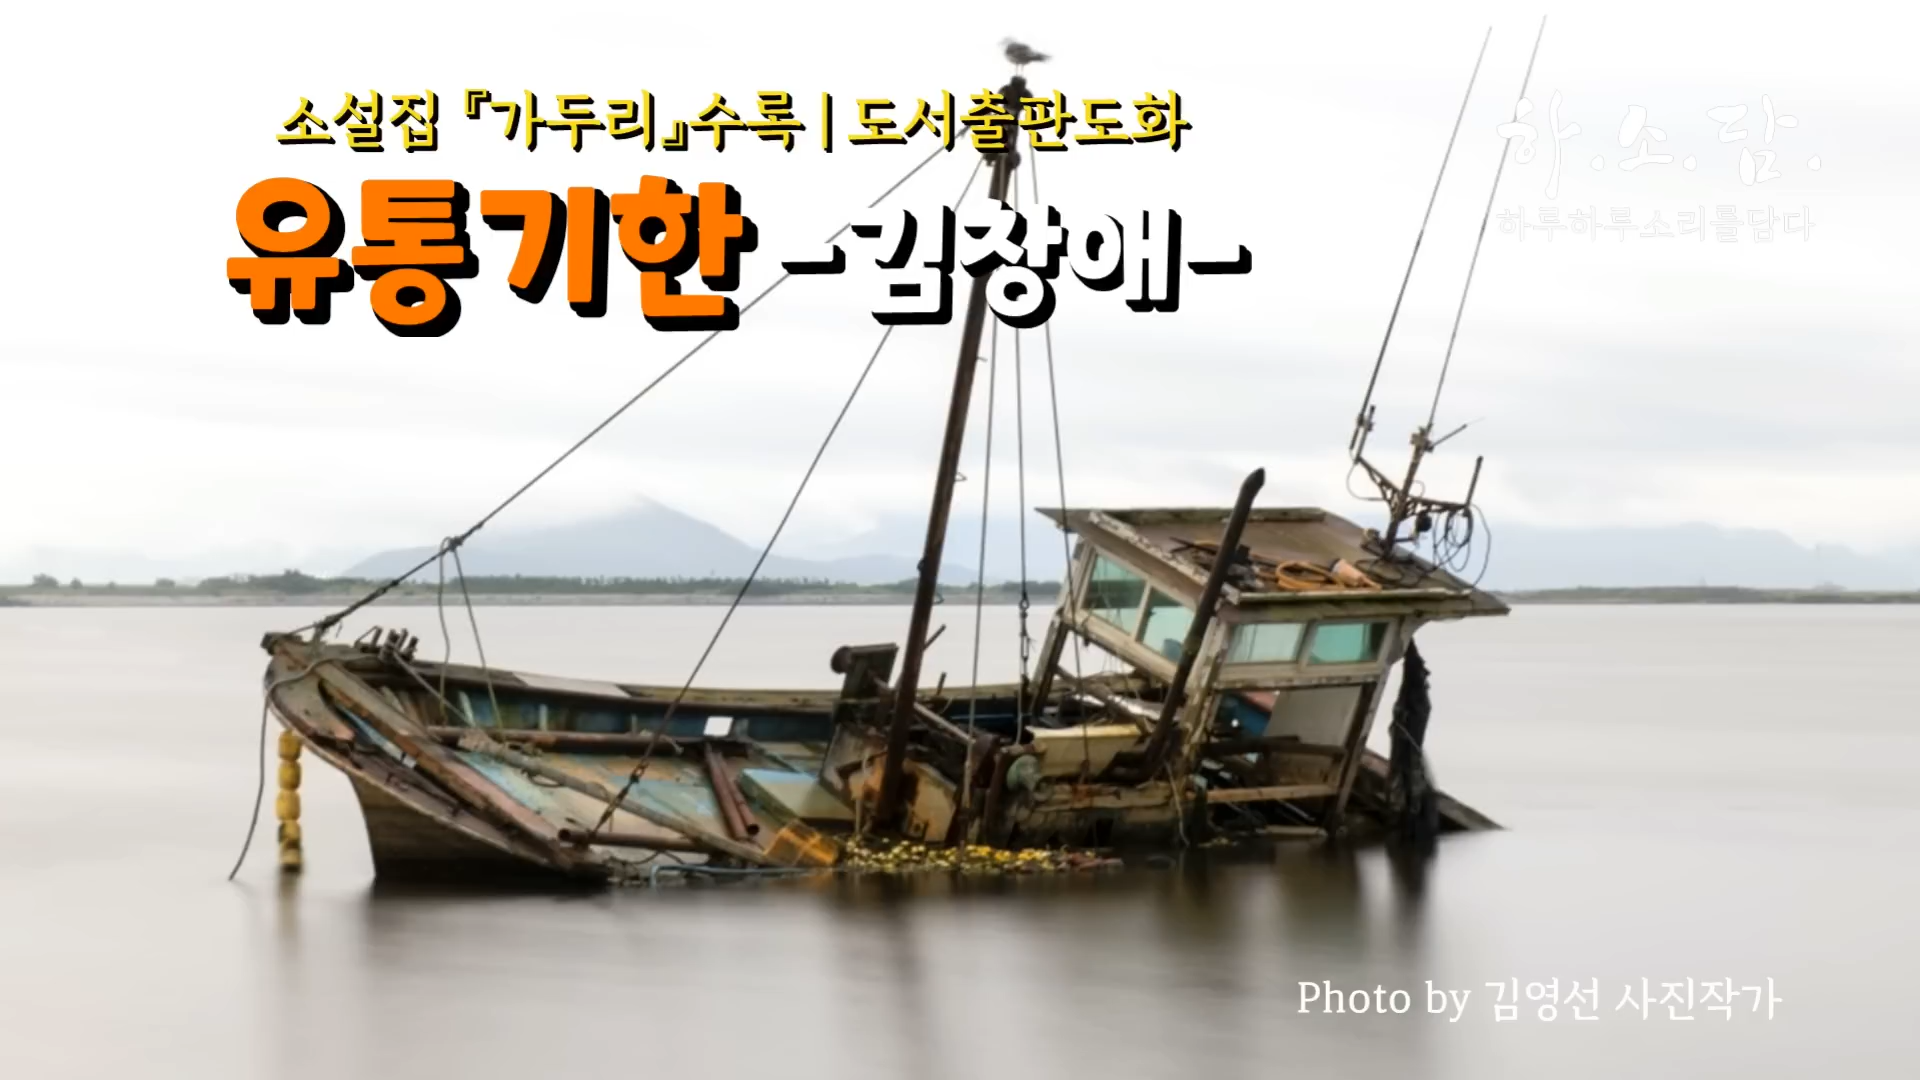 소설집 『가두리』수록 | 도서출판도화
유통기한 -김창애-
하.소.담.
하루하루소리를담다
Photo by 김영선 사진작가